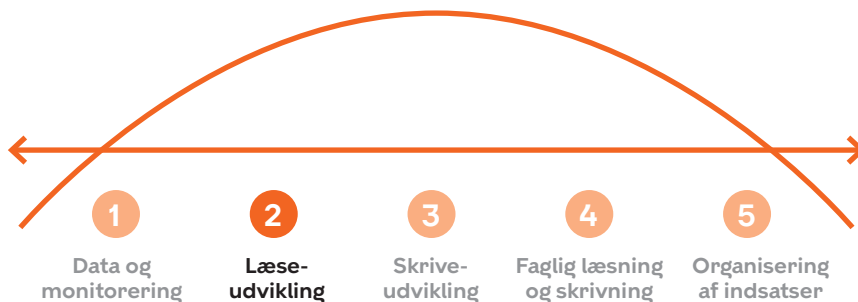 1
Data og
monitorering
2
Læse-
udvikling
3
Skrive-
udvikling
4
Faglig læsning
og skrivning
5
Organisering
af indsatser